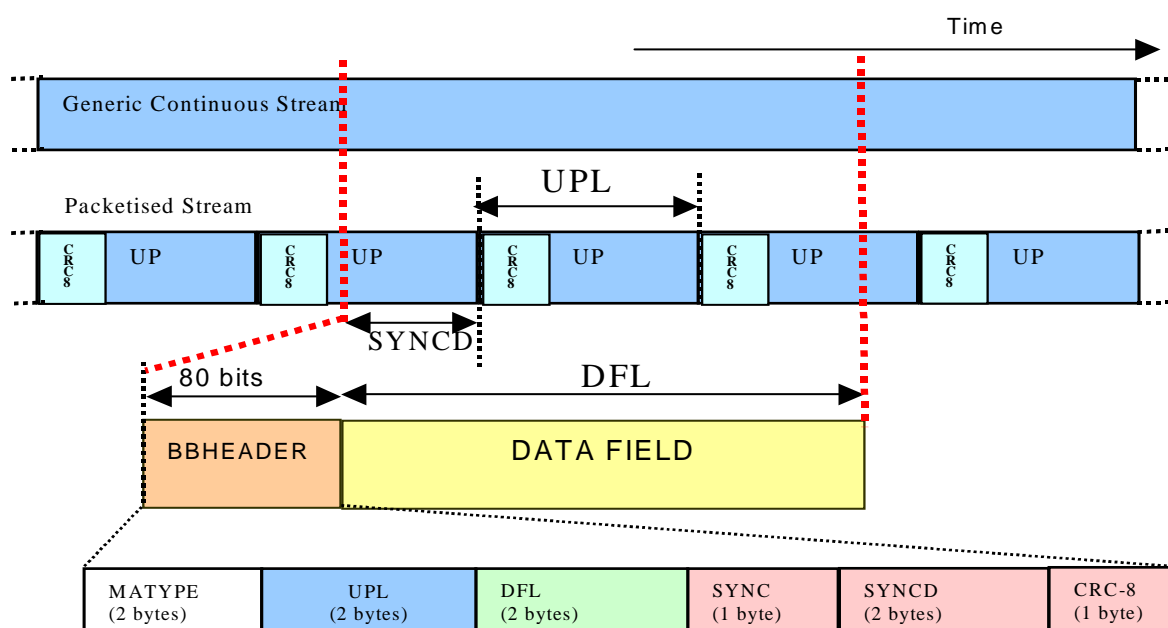 Time
Generic Continuous Stream
UPL
Packetised Stream
CRC8 UP CRC8 UP CRC8 UP CRC8 UP CRC8 UP
SYNCD
80 bits
DFL
BBHEADER
DATA FIELD
MATYPE
(2 bytes)
UPL
(2 bytes)
DFL
(2 bytes)
SYNC
(1 byte)
SYNCD
(2 bytes)
CRC-8
(1 byte)